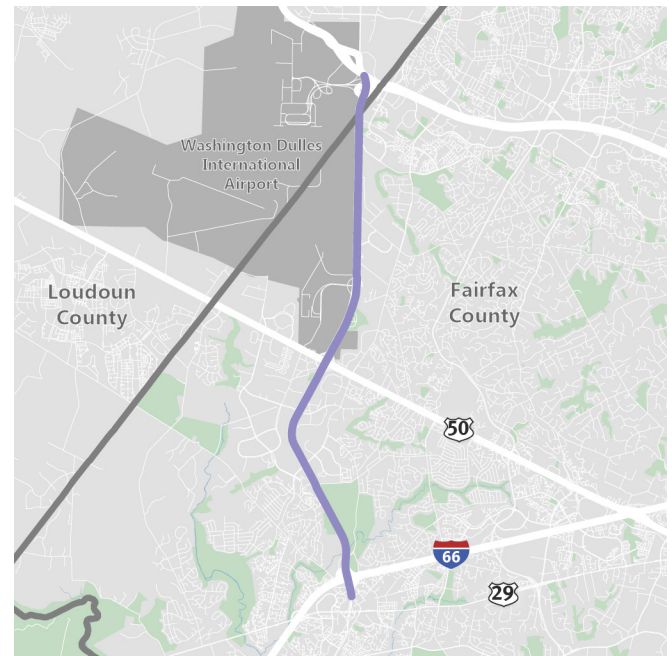 Washington Dulles
International
Airport
Loudoun
County
Fairfax
County
50
66
29